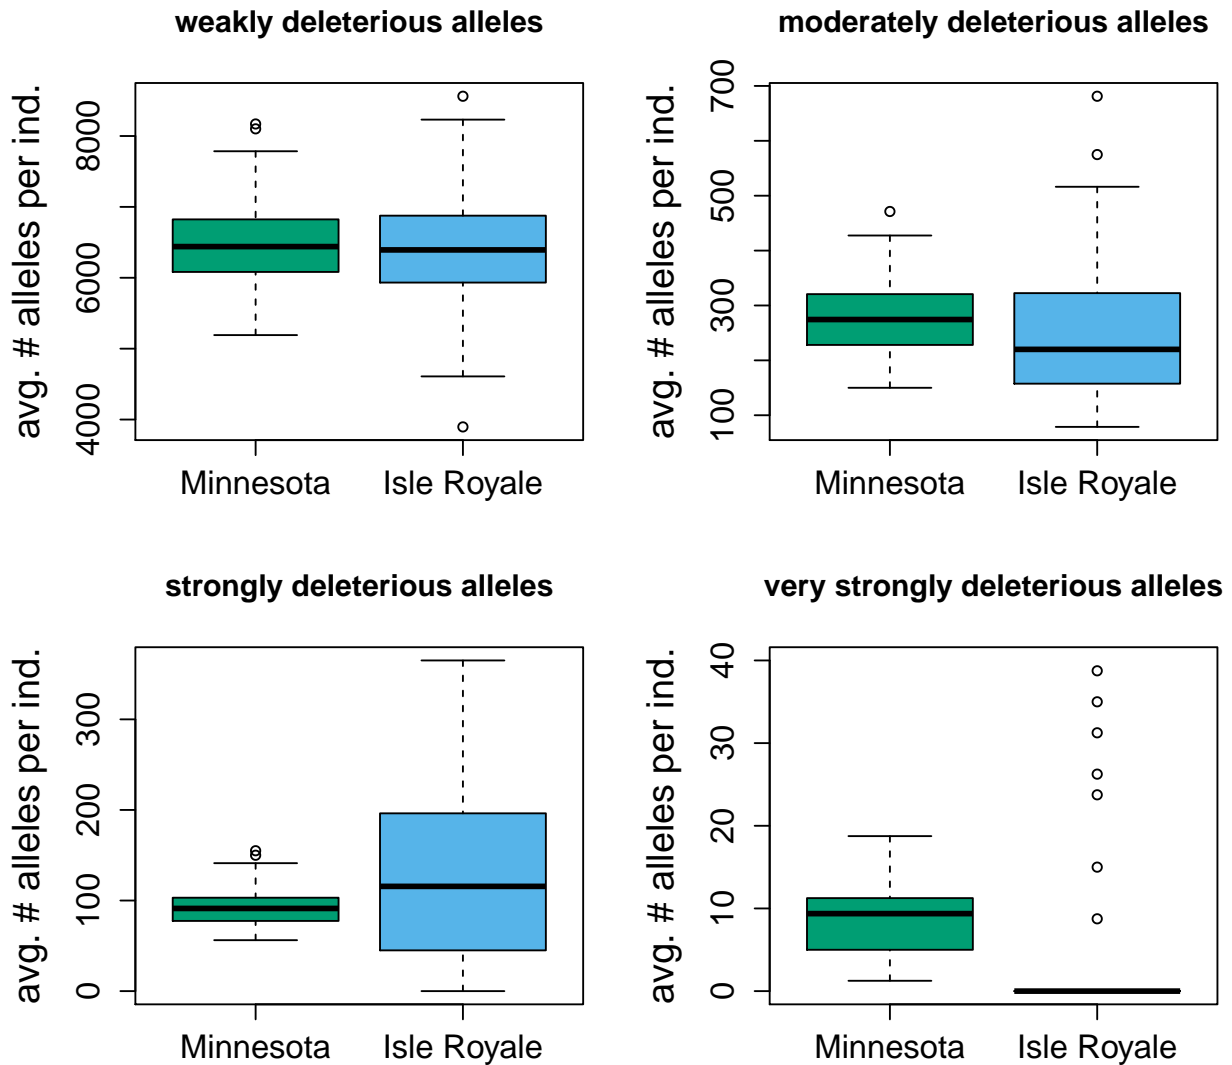 weakly deleterious alleles
avg. # alleles per ind.
8000
6000
4000
Minnesota
Isle Royale
moderately deleterious alleles
avg. # alleles per ind.
700
500
300
100
Minnesota
Isle Royale
strongly deleterious alleles
avg. # alleles per ind.
300
200
100
0
Minnesota
Isle Royale
very strongly deleterious alleles
avg. # alleles per ind.
40
30
20
10
0
Minnesota
Isle Royale